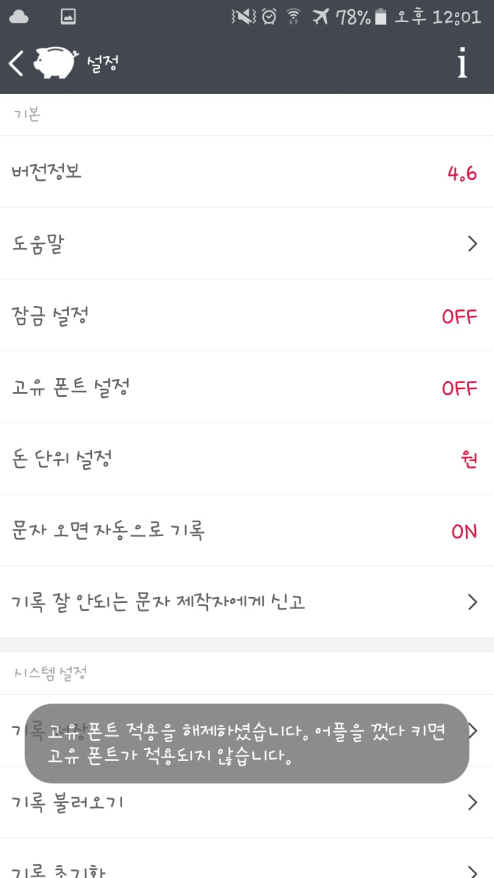 78% 오후 12:01
설정
기본
버전정보 4.6
도움말
잠금 설정 OFF
고유 폰트 설정 OFF
돈 단위 설정 원
문자 오면 자동으로 기록 ON
기록 잘 안되는 문자 제작자에게 신고
시스템 설정
기록
고유 폰트 적용을 해제하셨습니다. 어플을 껐다 키면
고유 폰트가 적용되지 않습니다.
기록 불러오기
기록 초기화